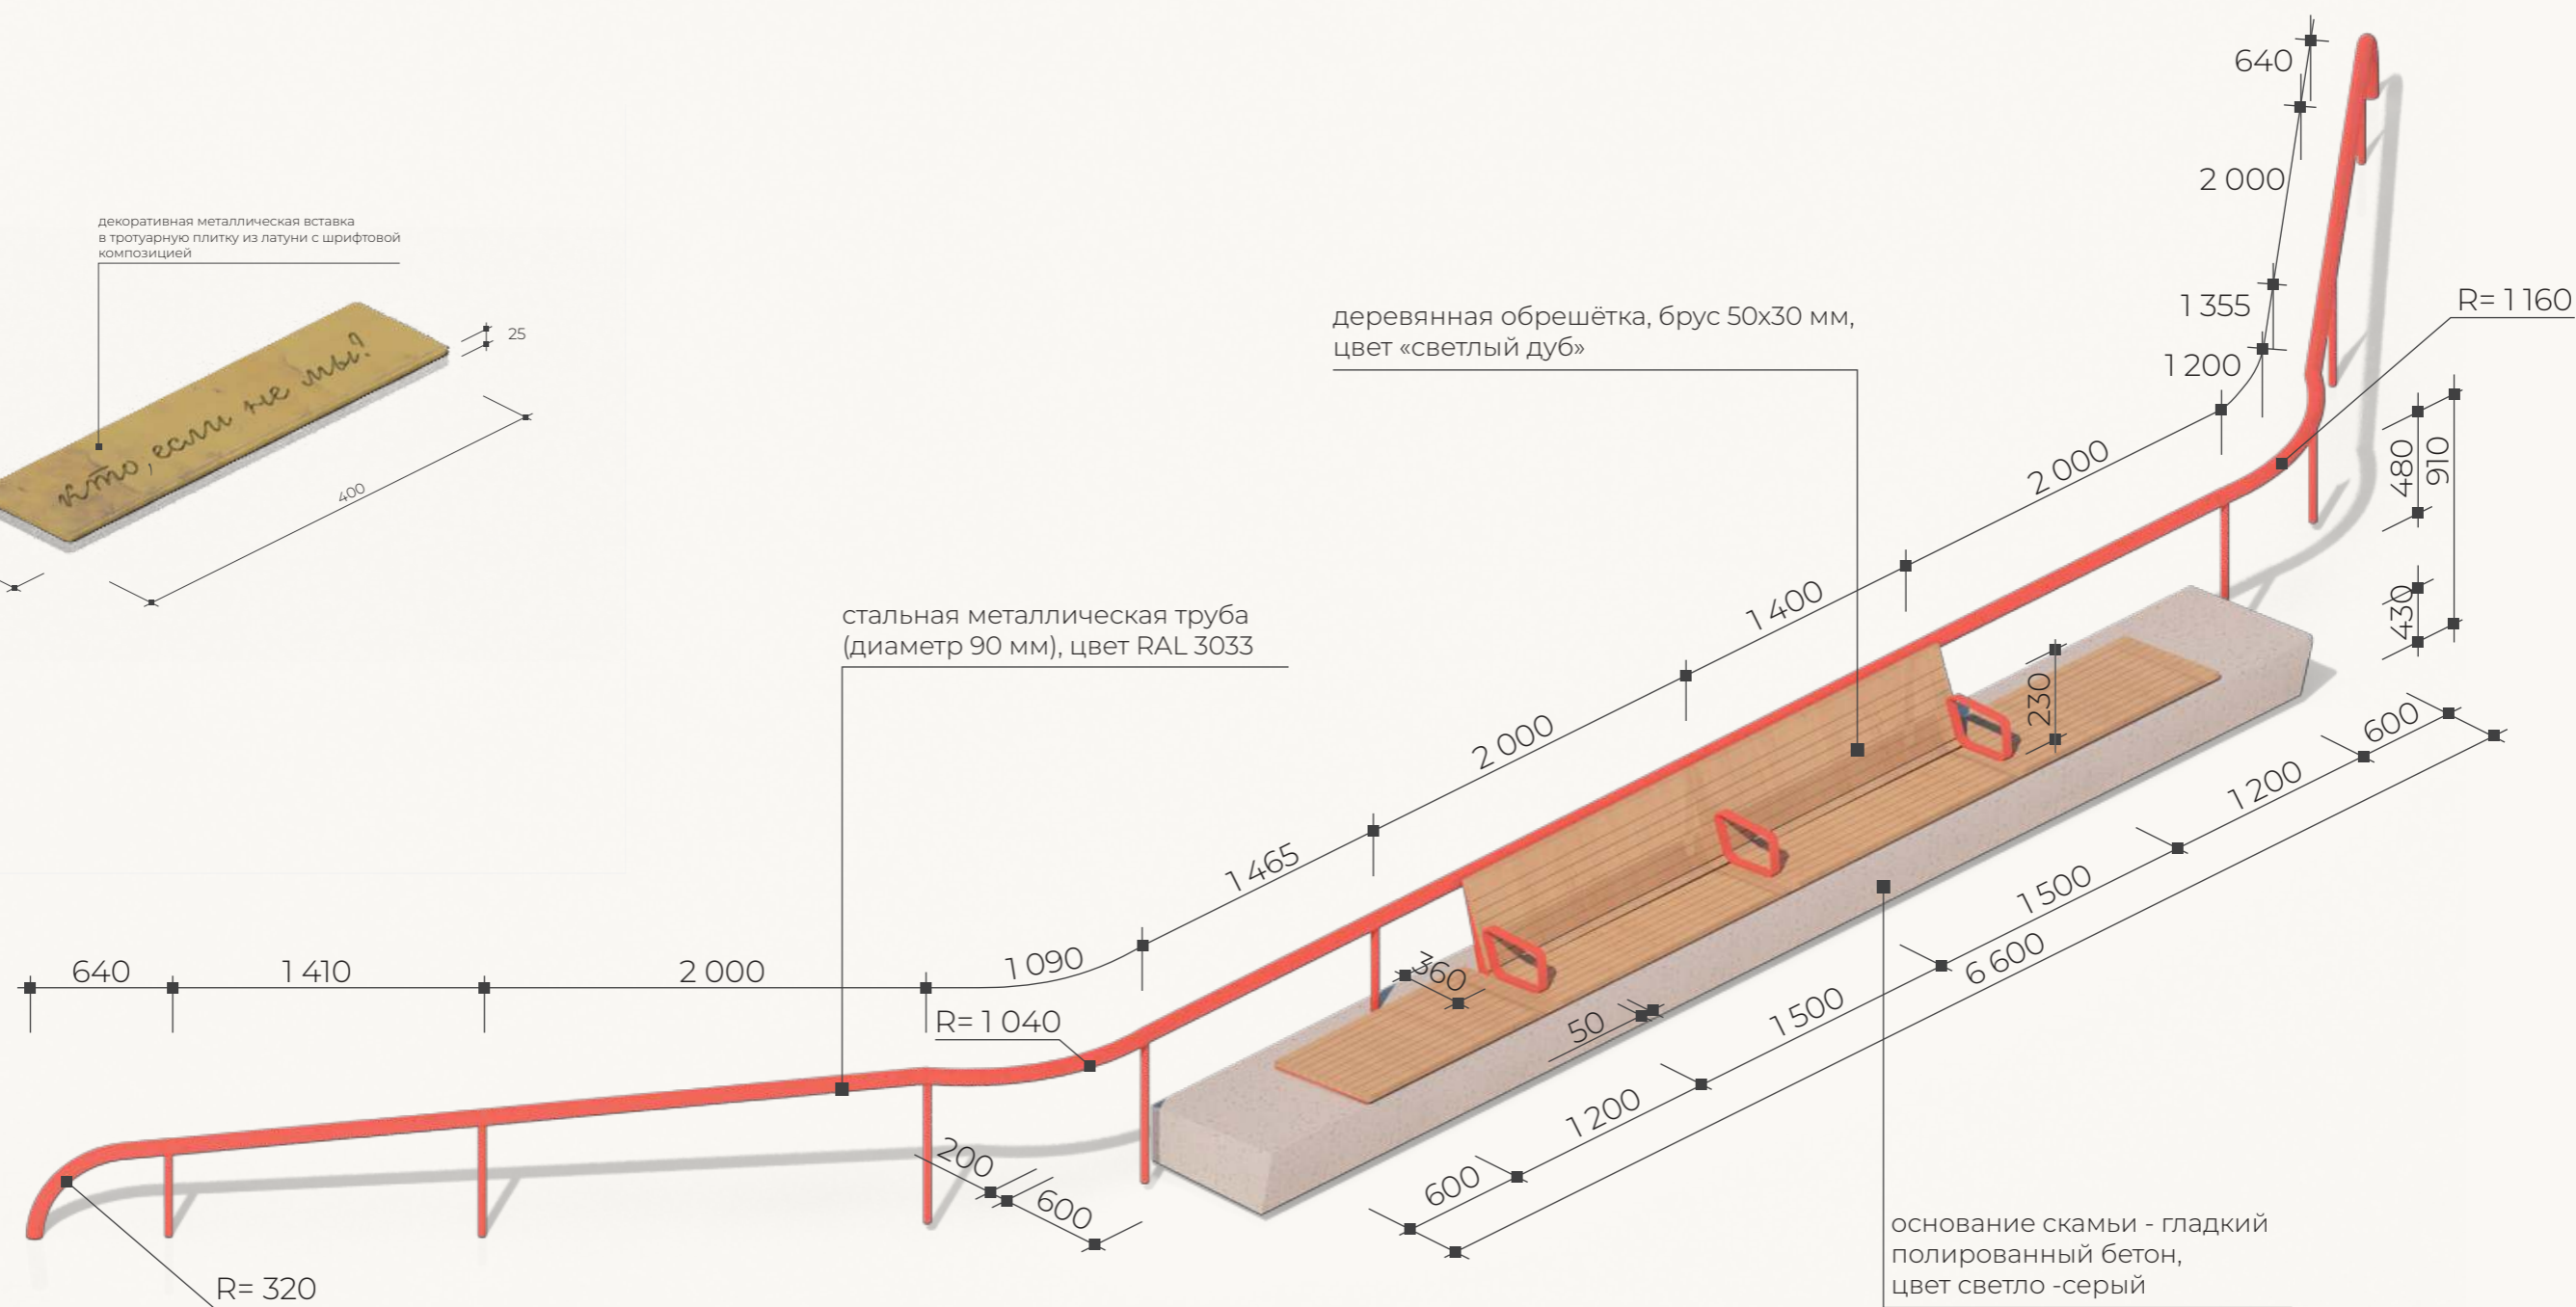 декоративная металлическая вставка
в тротуарную плитку из латуни с шрифтовой
композицией
кто, если не мы?
25
400
деревянная обрешётка, брус 50х30 мм,
цвет «светлый дуб»
стальная металлическая труба
(диаметр 90 мм), цвет RAL 3033
640
2 000
1 355
1 200
R= 1 160
480
910
430
2 000
1 400
2 000
1 465
230
640
1 410
2 000
1 090
R= 1 040
360
50
200
600
600
1 200
1 500
1 500
1 200
600
6 600
R= 320
основание скамьи - гладкий
полированный бетон,
цвет светло -серый